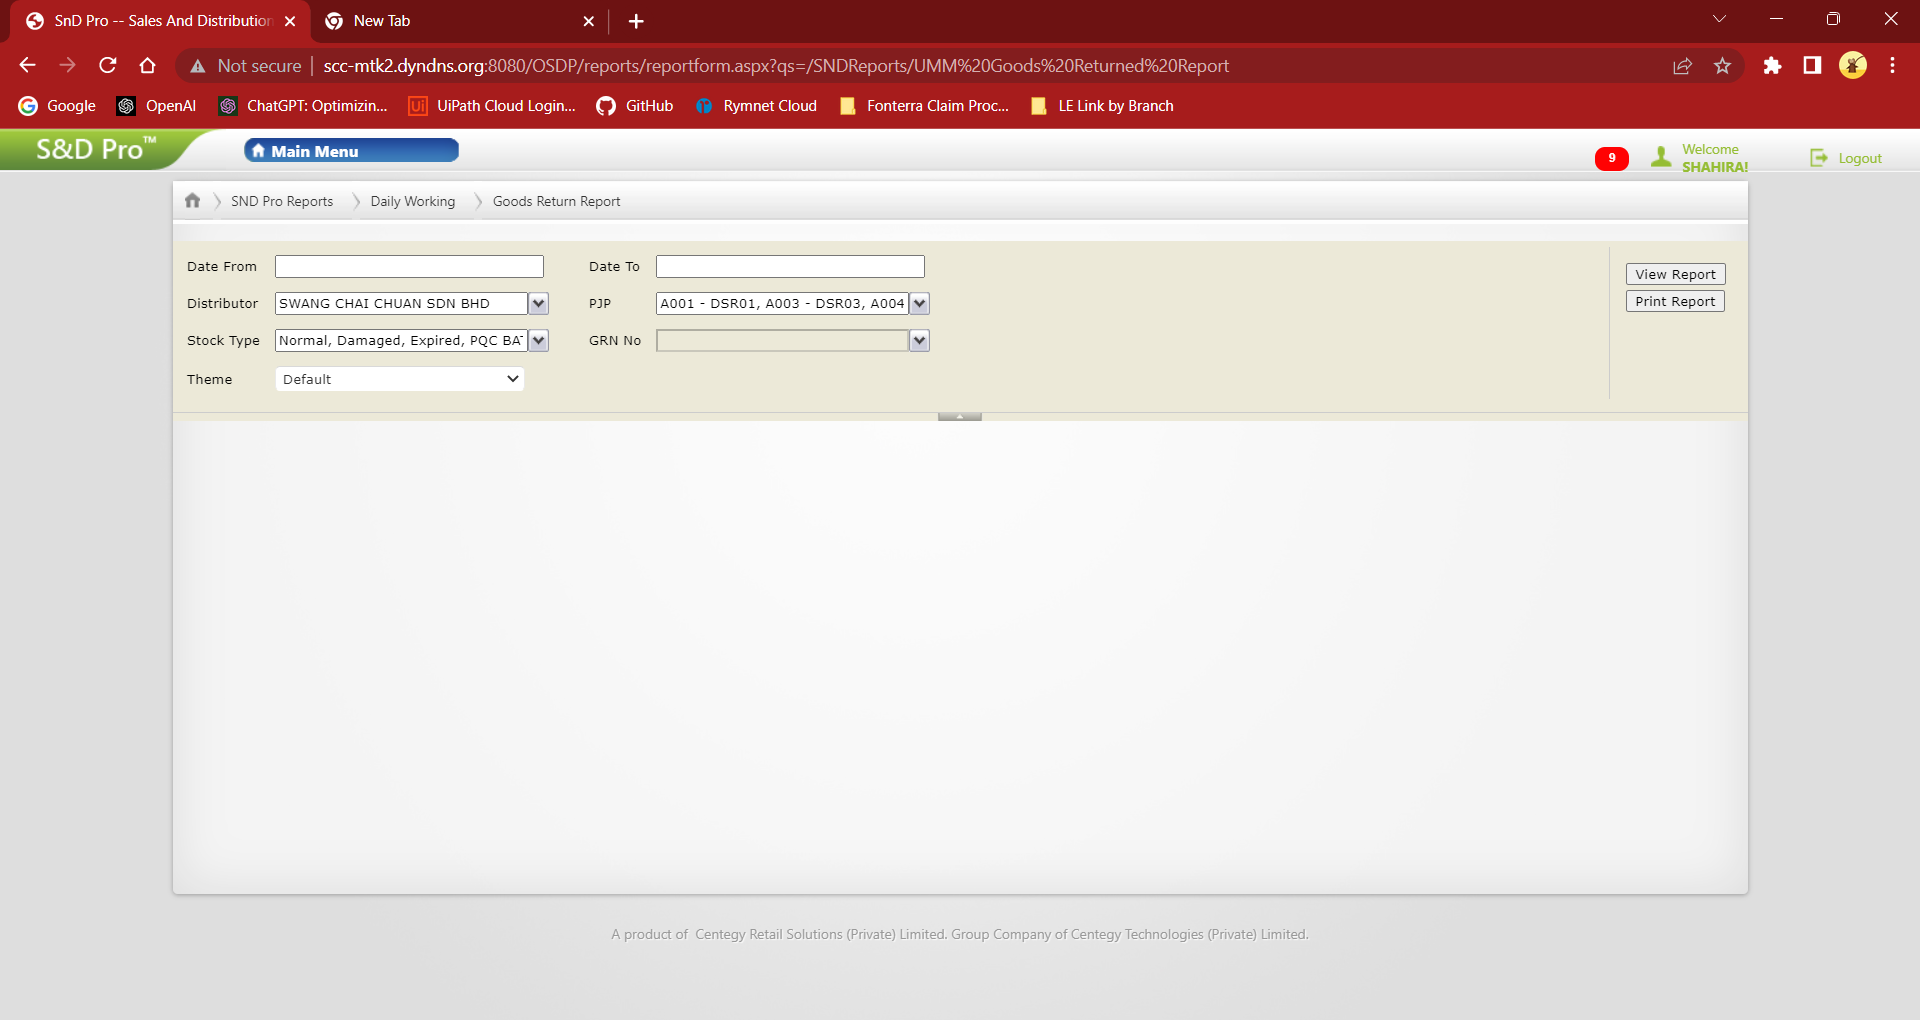 SnD Pro -- Sales And Distribution
New Tab
Not secure
scc-mtk2.dyndns.org:8080/OSDP/reports/reportform.aspx?qs=/SNDReports/UMM%20Goods%20Returned%20Report
Google
OpenAI
ChatGPT: Optimizin...
UiPath Cloud Login...
GitHub
Rymnet Cloud
Fonterra Claim Proc...
LE Link by Branch
S&D Pro™
Main Menu
9
Welcome
SHAHIRA!
Logout
SND Pro Reports
Daily Working
Goods Return Report
Date From
Date To
View Report
Distributor
SWANG CHAI CHUAN SDN BHD
PJP
A001 - DSR01, A003 - DSR03, A004
Print Report
Stock Type
Normal, Damaged, Expired, PQC BAT
GRN No
Theme
Default
A product of Centegy Retail Solutions (Private) Limited. Group Company of Centegy Technologies (Private) Limited.